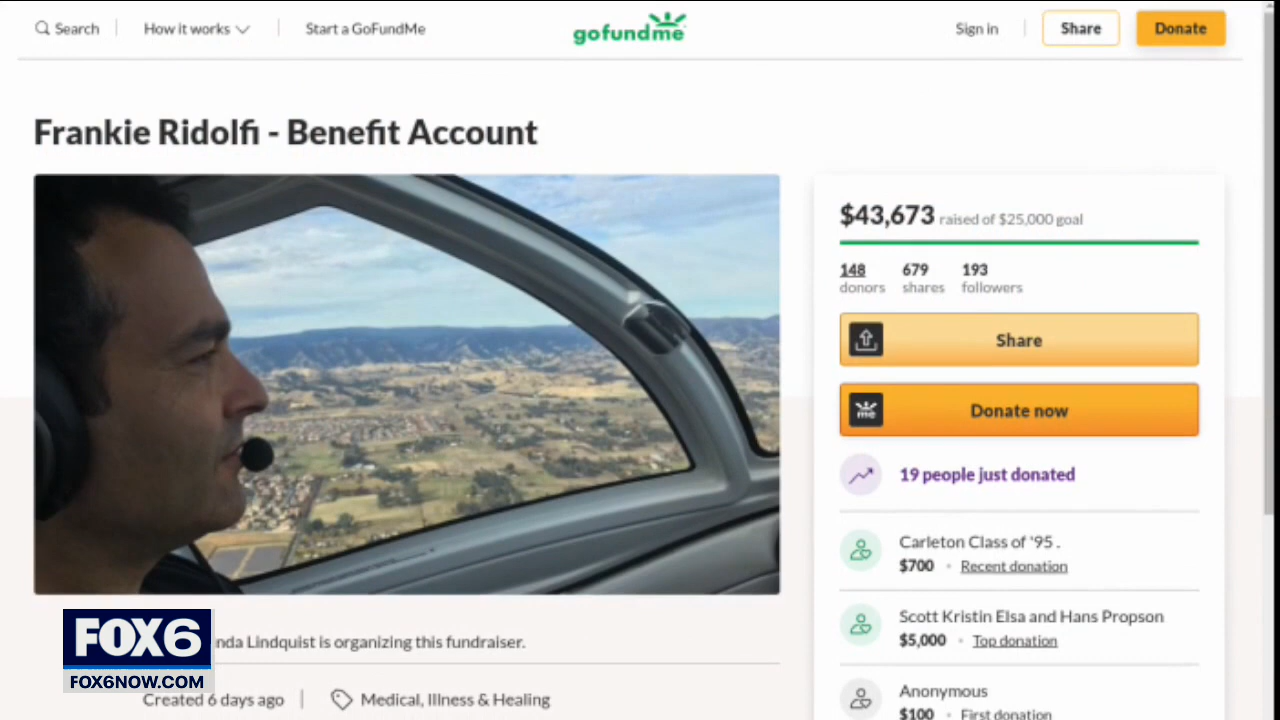 Search
How it works
Start a GoFundMe
gofundme
Sign in
Share
Donate
Frankie Ridolfi - Benefit Account
$43,673 raised of $25,000 goal
148 679 193
donors shares followers
Share
me
Donate now
19 people just donated
Carleton Class of '95 .
$700 • Recent donation
Scott Kristin Elsa and Hans Propson
$5,000 • Top donation
Anonymous
$100 • First donation
Lindquist is organizing this fundraiser.
Created 6 days ago | Medical, Illness & Healing
FOX6
FOX6NOW.COM